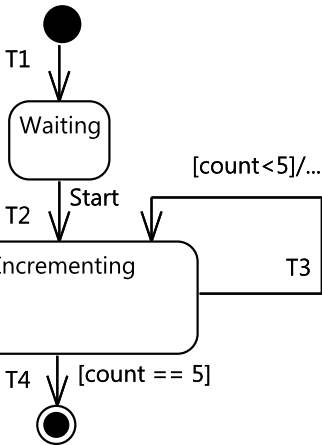 T1
Waiting
[count<5]/...
Start
T2
Incrementing
T3
T4
[count == 5]